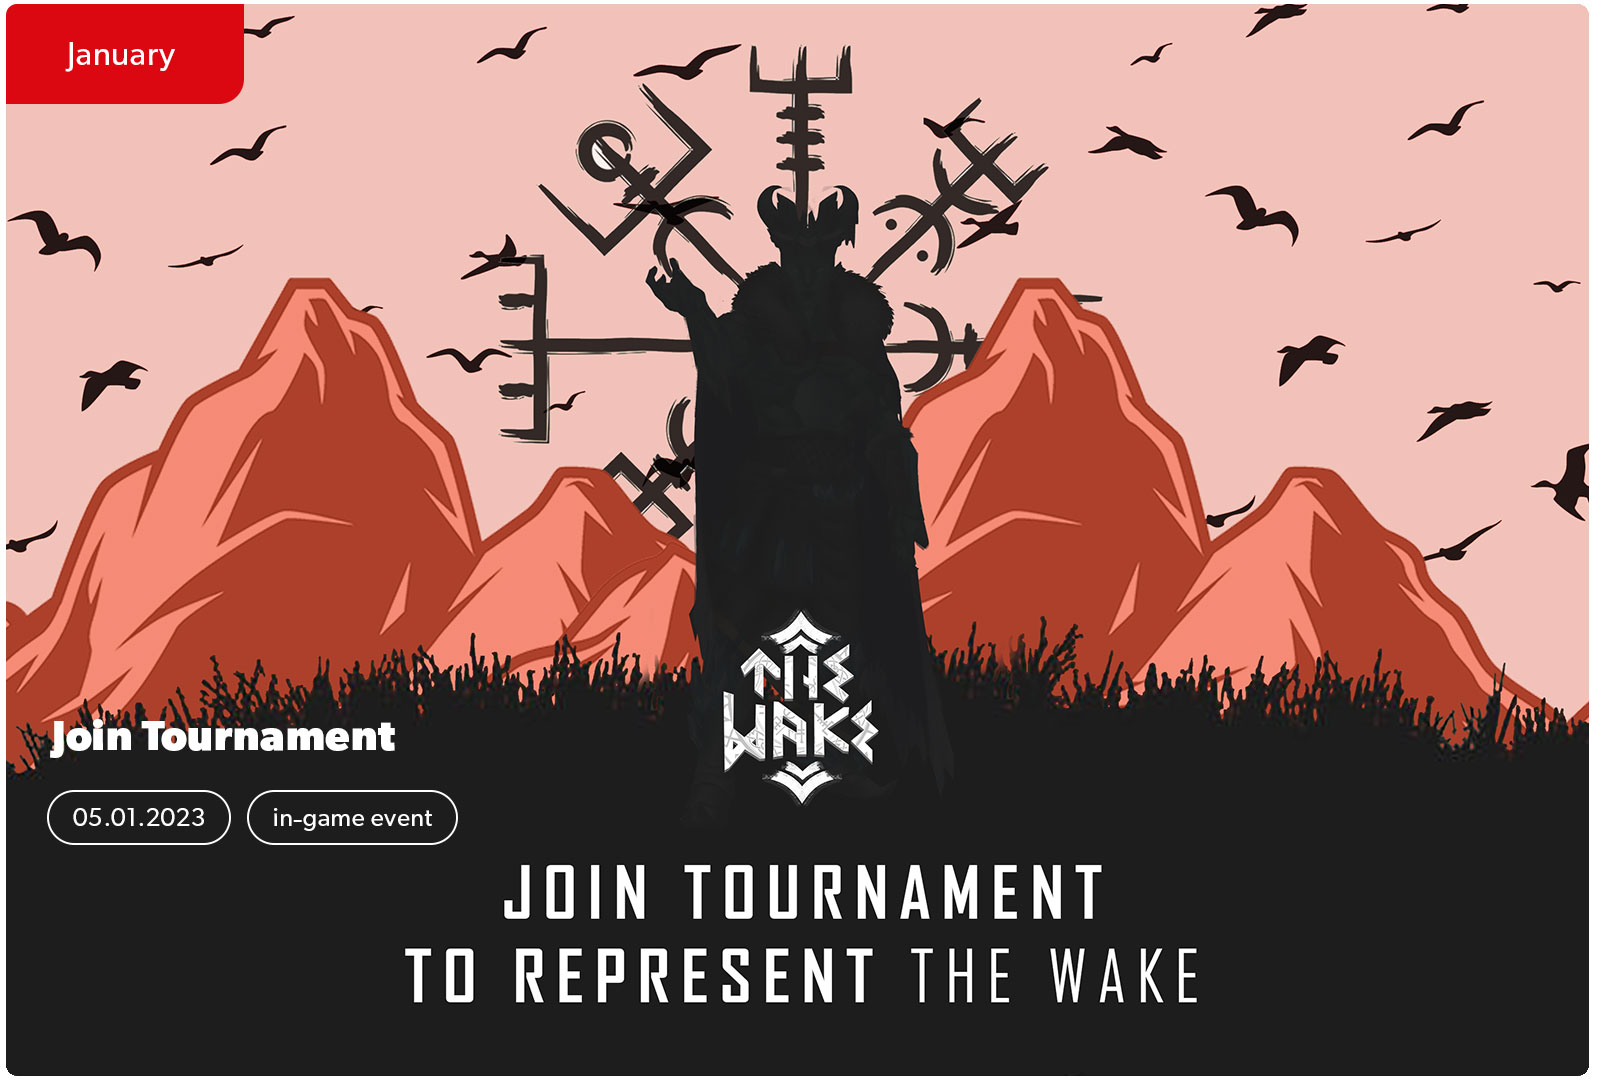 January
THE
WAKE
Join Tournament
05.01.2023
in-game event
JOIN TOURNAMENT
TO REPRESENT THE WAKE